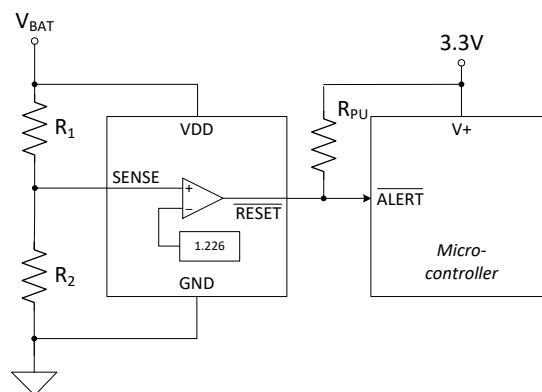 V_BAT
3.3V
R_1
R_PU
VDD
V+
SENSE
+
−
RESET
ALERT
1.226
R_2
GND
Micro-
controller